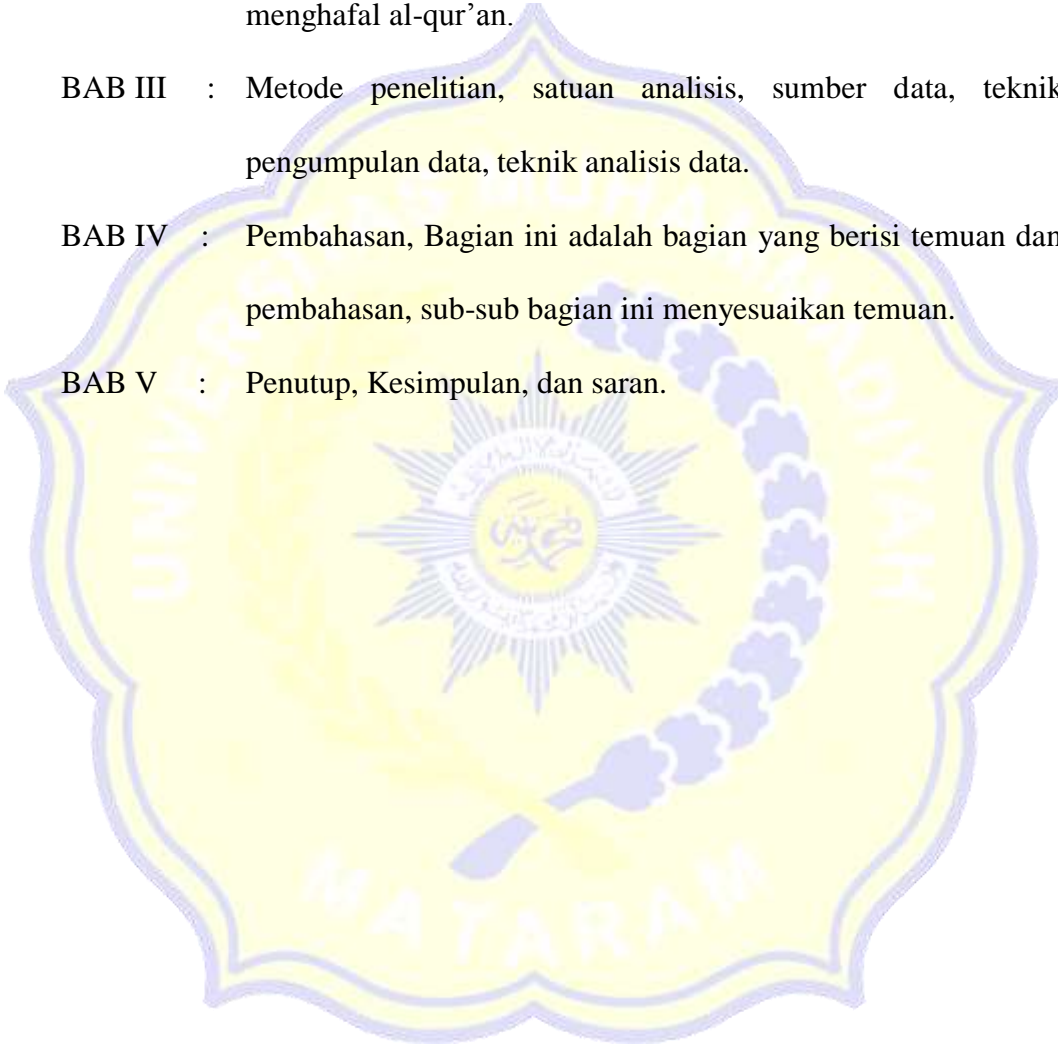 menghafal al-qur’an.
BAB III : Metode penelitian, satuan analisis, sumber data, teknik
pengumpulan data, teknik analisis data.
BAB IV : Pembahasan, Bagian ini adalah bagian yang berisi temuan dan
pembahasan, sub-sub bagian ini menyesuaikan temuan.
BAB V : Penutup, Kesimpulan, dan saran.
UNIVERSITAS MUHAMMADIYAH
MATARAM